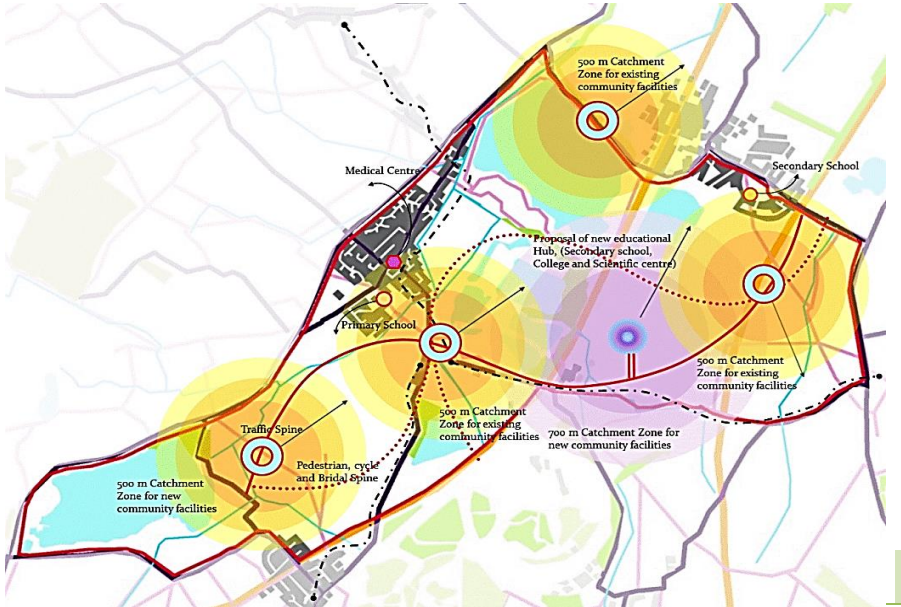 500 m Catchment
Zone for existing
community facilities
Medical Centre
Secondary School
Proposal of new educational
Hub, (Secondary school,
College and Scientific centre)
Primary School
500 m Catchment
Zone for existing
community facilities
500 m Catchment
Zone for existing
community facilities
Traffic Spine
700 m Catchment Zone for
new community facilities
Pedestrian, cycle
and Bridal Spine
500 m Catchment
Zone for new
community facilities